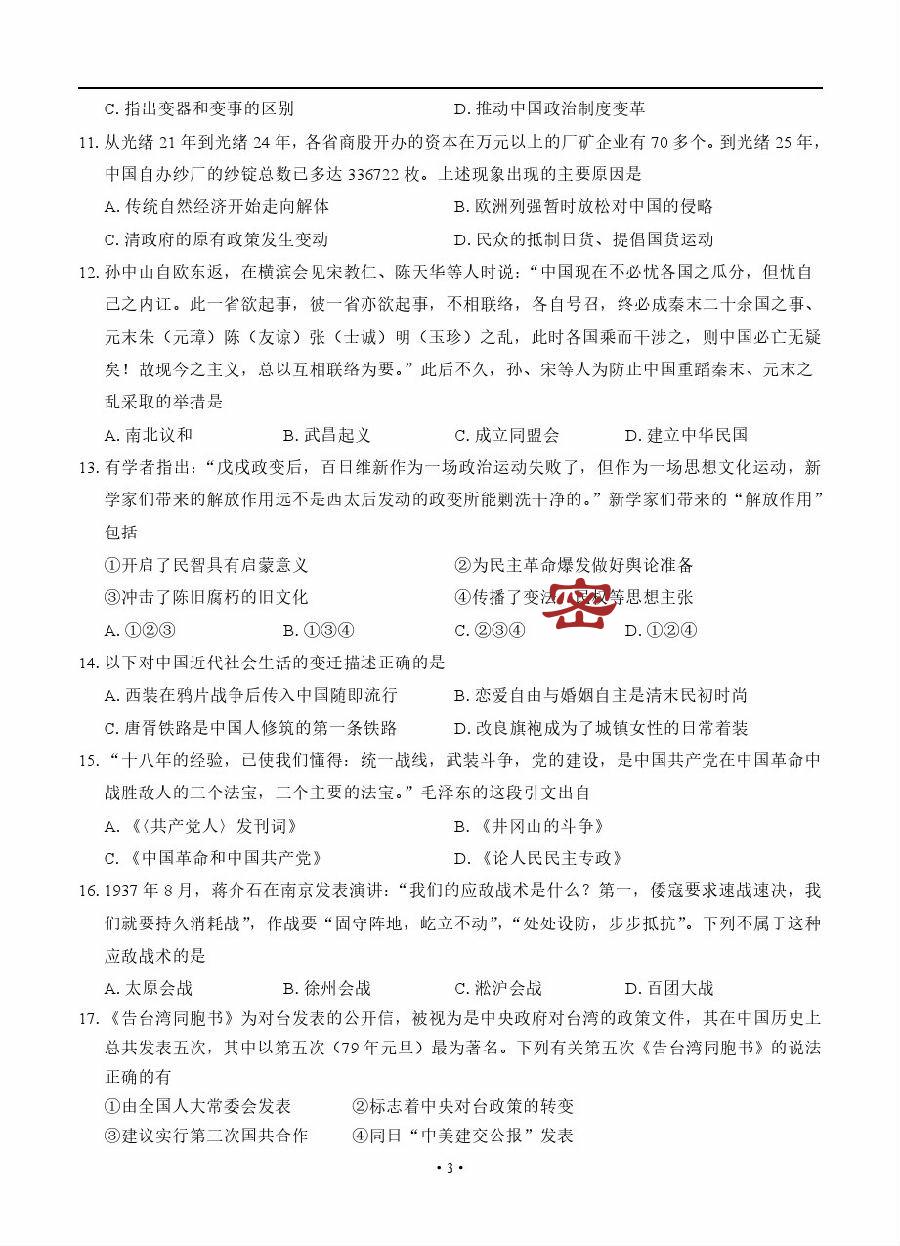 C. 指出变器和变事的区别 D. 推动中国政治制度变革
11. 从光绪 21 年到光绪 24 年，各省商股开办的资本在万元以上的厂矿企业有 70 多个。到光绪 25 年，
中国自办纱厂的纱锭总数已多达 336722 枚。上述现象出现的主要原因是
A. 传统自然经济开始走向解体 B. 欧洲列强暂时放松对中国的侵略
C. 清政府的原有政策发生变动 D. 民众的抵制日货、提倡国货运动
12. 孙中山自欧东返，在横滨会见宋教仁、陈天华等人时说：“中国现在不必忧各国之瓜分，但忧自
己之内讧。此一省欲起事，彼一省亦欲起事，不相联络，各自号召，终必成秦末二十余国之事、
元末朱（元璋）陈（友谅）张（士诚）明（玉珍）之乱，此时各国乘而干涉之，则中国必亡无疑
矣！故现今之主义，总以互相联络为要。”此后不久，孙、宋等人为防止中国重蹈秦末、元末之
乱采取的举措是
A. 南北议和 B. 武昌起义 C. 成立同盟会 D. 建立中华民国
13. 有学者指出：“戊戌政变后，百日维新作为一场政治运动失败了，但作为一场思想文化运动，新
学家们带来的解放作用远不是西太后发动的政变所能剿洗干净的。”新学家们带来的“解放作用”
包括
①开启了民智具有启蒙意义 ②为民主革命爆发做好舆论准备
③冲击了陈旧腐朽的旧文化 ④传播了变法、民权等思想主张
A. ①②③ B. ①③④ C. ②③④ D. ①②④
密
14. 以下对中国近代社会生活的变迁描述正确的是
A. 西装在鸦片战争后传入中国随即流行 B. 恋爱自由与婚姻自主是清末民初时尚
C. 唐胥铁路是中国人修筑的第一条铁路 D. 改良旗袍成为了城镇女性的日常着装
15. “十八年的经验，已使我们懂得：统一战线，武装斗争，党的建设，是中国共产党在中国革命中
战胜敌人的三个法宝，三个主要的法宝。”毛泽东的这段引文出自
A. 《〈共产党人〉发刊词》 B. 《井冈山的斗争》
C. 《中国革命和中国共产党》 D. 《论人民民主专政》
16. 1937 年 8 月，蒋介石在南京发表演讲：“我们的应敌战术是什么？第一，倭寇要求速战速决，我
们就要持久消耗战”，作战要“固守阵地，屹立不动”，“处处设防，步步抵抗”。下列不属于这种
应敌战术的是
A. 太原会战 B. 徐州会战 C. 淞沪会战 D. 百团大战
17. 《告台湾同胞书》为对台发表的公开信，被视为是中央政府对台湾的政策文件，其在中国历史上
总共发表五次，其中以第五次（79 年元旦）最为著名。下列有关第五次《告台湾同胞书》的说法
正确的有
①由全国人大常委会发表 ②标志着中央对台政策的转变
③建议实行第三次国共合作 ④同日“中美建交公报”发表
• 3 •